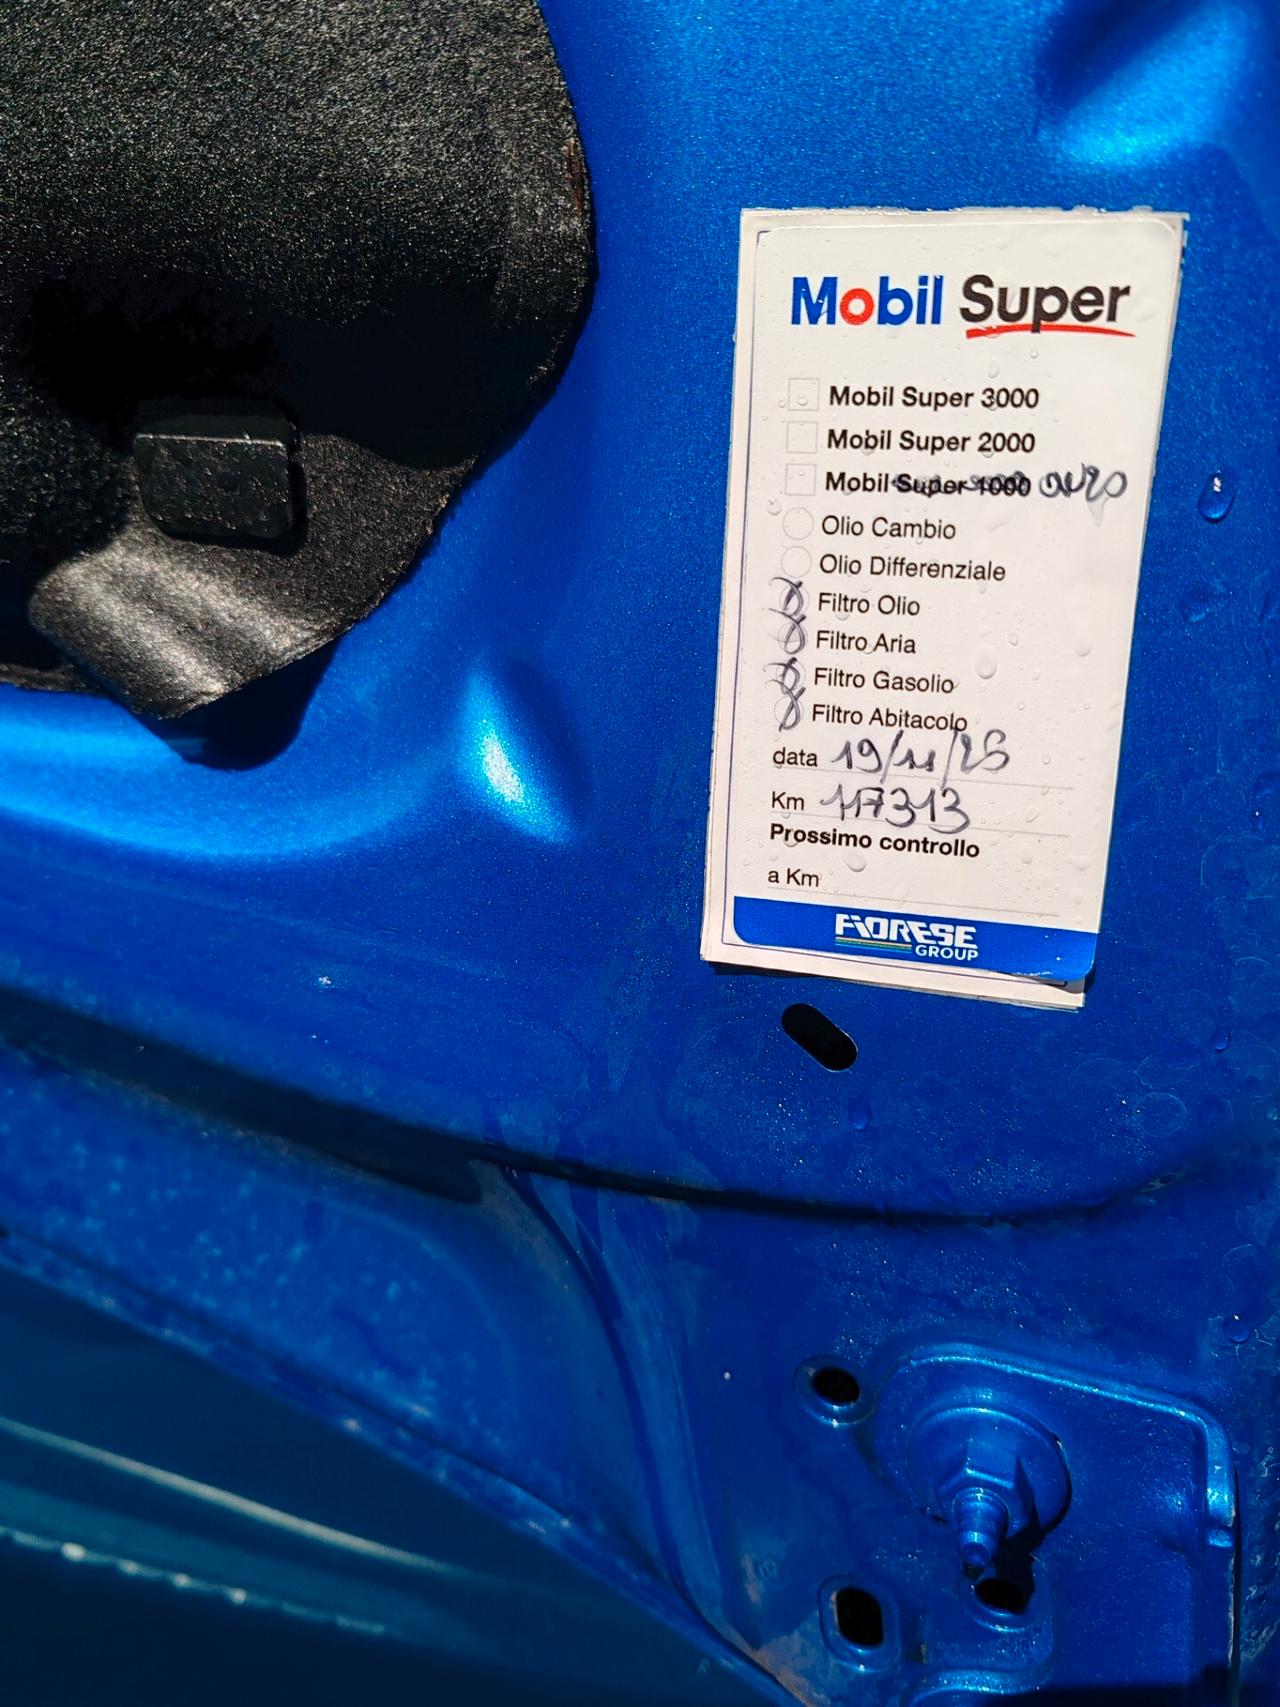 Mobil Super
Mobil Super 3000
Mobil Super 2000
Mobil Super 1000 0W20
Olio Cambio
Olio Differenziale
Filtro Olio
Filtro Aria
Filtro Gasolio
Filtro Abitacolo
data 19/11/25
Km 117313
Prossimo controllo
a Km
FIORESE
GROUP